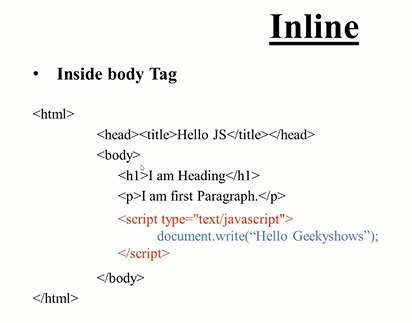 Inline
• Inside body Tag
<html>
<head><title>Hello JS</title></head>
<body>
<h1>I am Heading</h1>
<p>I am first Paragraph.</p>
<script type="text/javascript">
document.write(“Hello Geekyshows”);
</script>
</body>
</html>